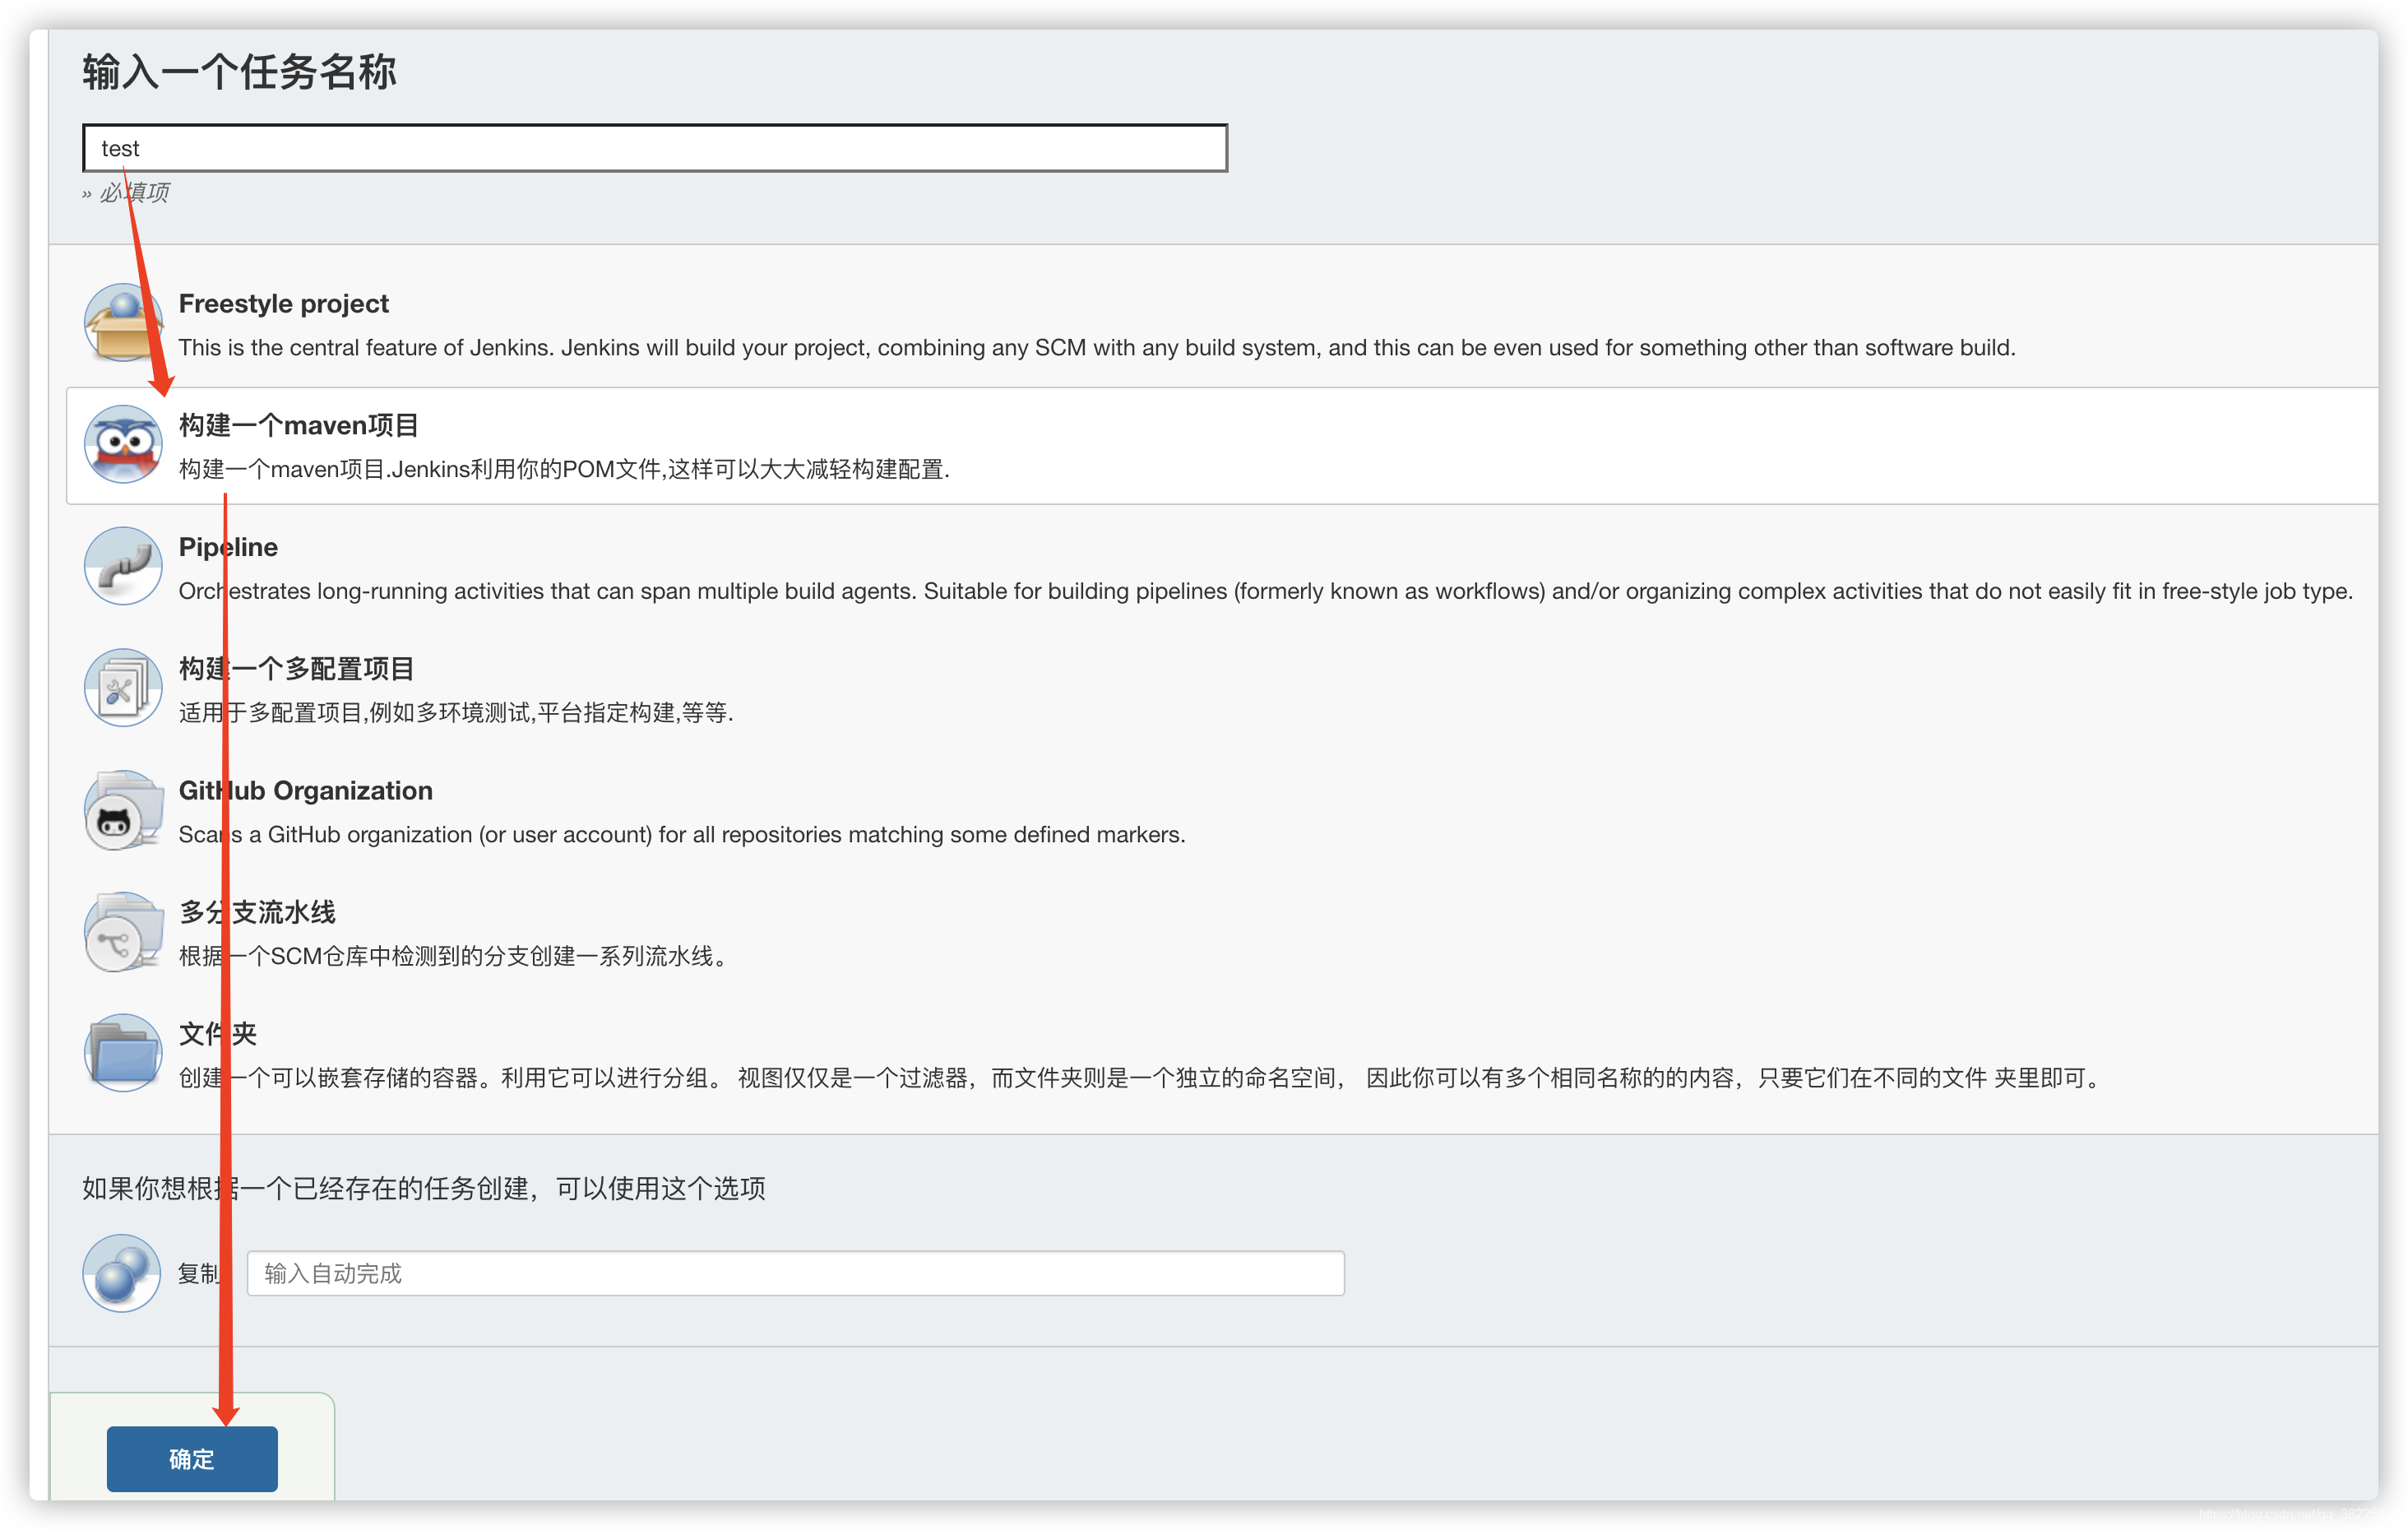 输入一个任务名称
test
» 必填项
Freestyle project
This is the central feature of Jenkins. Jenkins will build your project, combining any SCM with any build system, and this can be even used for something other than software build.
构建一个maven项目
构建一个maven项目.Jenkins利用你的POM文件,这样可以大大减轻构建配置.
Pipeline
Orchestrates long-running activities that can span multiple build agents. Suitable for building pipelines (formerly known as workflows) and/or organizing complex activities that do not easily fit in free-style job type.
构建一个多配置项目
适用于多配置项目,例如多环境测试,平台指定构建,等等.
GitHub Organization
Scans a GitHub organization (or user account) for all repositories matching some defined markers.
多分支流水线
根据一个SCM仓库中检测到的分支创建一系列流水线。
文件夹
创建一个可以嵌套存储的容器。利用它可以进行分组。 视图仅仅是一个过滤器，而文件夹则是一个独立的命名空间， 因此你可以有多个相同名称的的内容，只要它们在不同的文件 夹里即可。
如果你想根据一个已经存在的任务创建，可以使用这个选项
复制
输入自动完成
确定